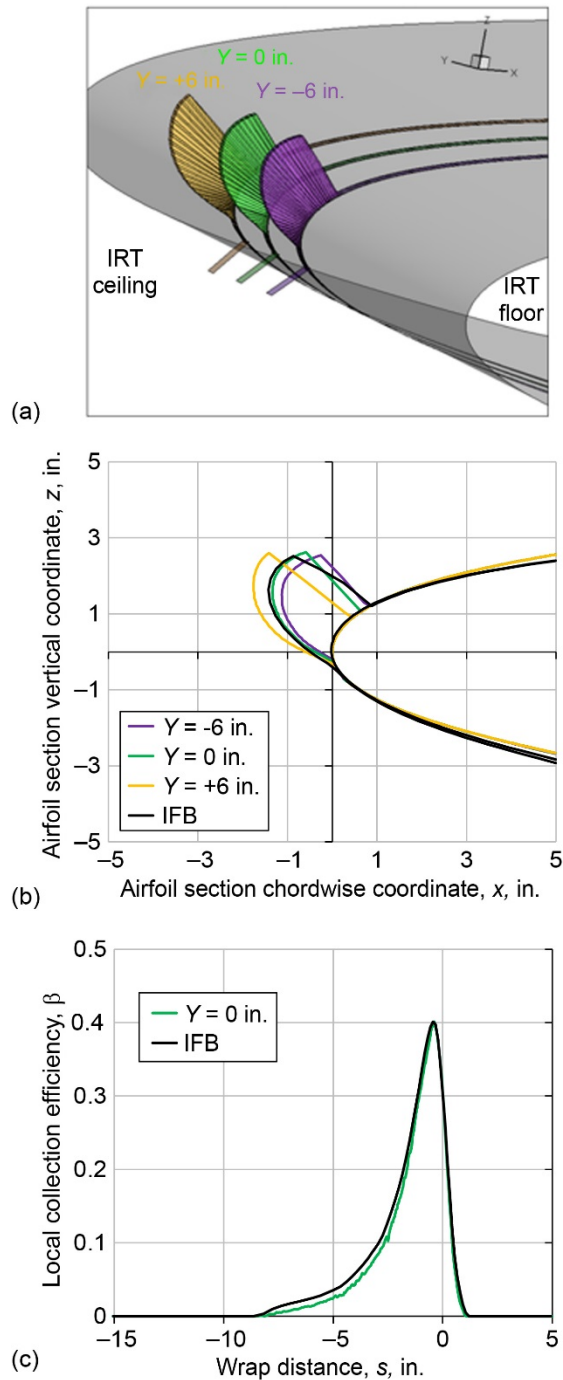 Y = 0 in.
Y = +6 in.
Y = –6 in.
Z
Y
X
IRT
ceiling
IRT
floor
(a)
Airfoil section vertical coordinate, z, in.
5
3
1
–1
–3
–5
Y = -6 in.
Y = 0 in.
Y = +6 in.
IFB
–5
–3
–1
1
3
5
Airfoil section chordwise coordinate, x, in.
(b)
Local collection efficiency, β
0.5
0.4
0.3
0.2
0.1
0
Y = 0 in.
IFB
–15
–10
–5
0
5
Wrap distance, s, in.
(c)